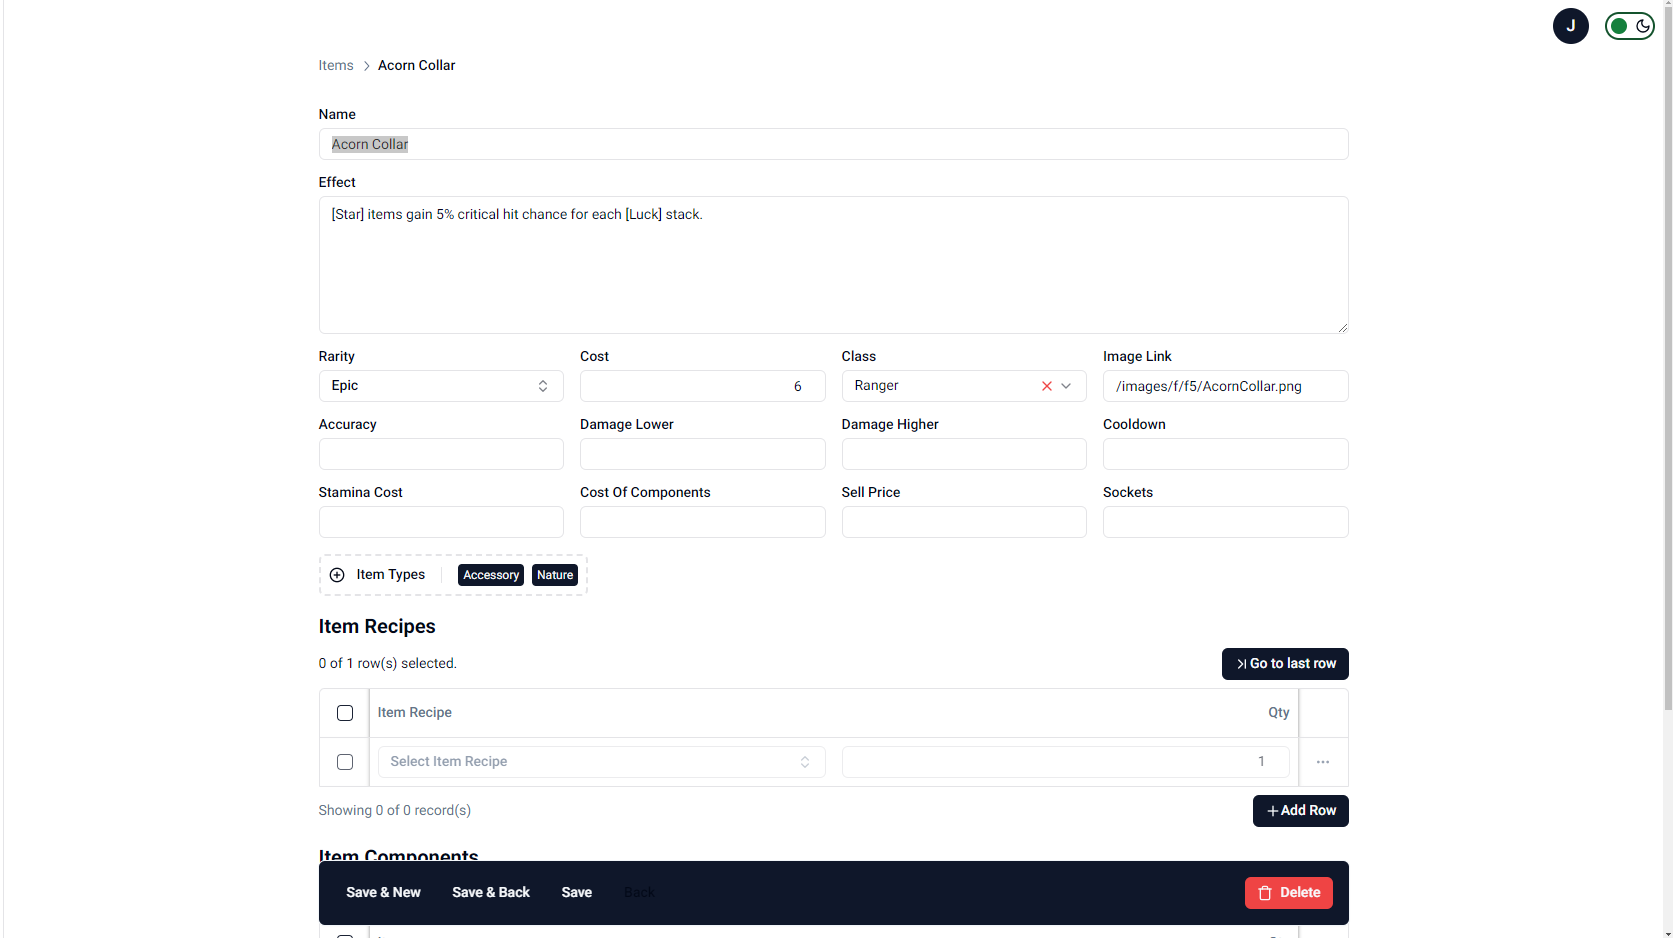 J
Items > Acorn Collar
Name
Acorn Collar
Effect
[Star] items gain 5% critical hit chance for each [Luck] stack.
Rarity Cost Class Image Link
Epic 6 Ranger /images/f/f5/AcornCollar.png
Accuracy Damage Lower Damage Higher Cooldown
Stamina Cost Cost Of Components Sell Price Sockets
Item Types Accessory Nature
Item Recipes
0 of 1 row(s) selected. Go to last row
Item Recipe Qty
Select Item Recipe 1
Showing 0 of 0 record(s) Add Row
Item Components
Save & New Save & Back Save Back Delete